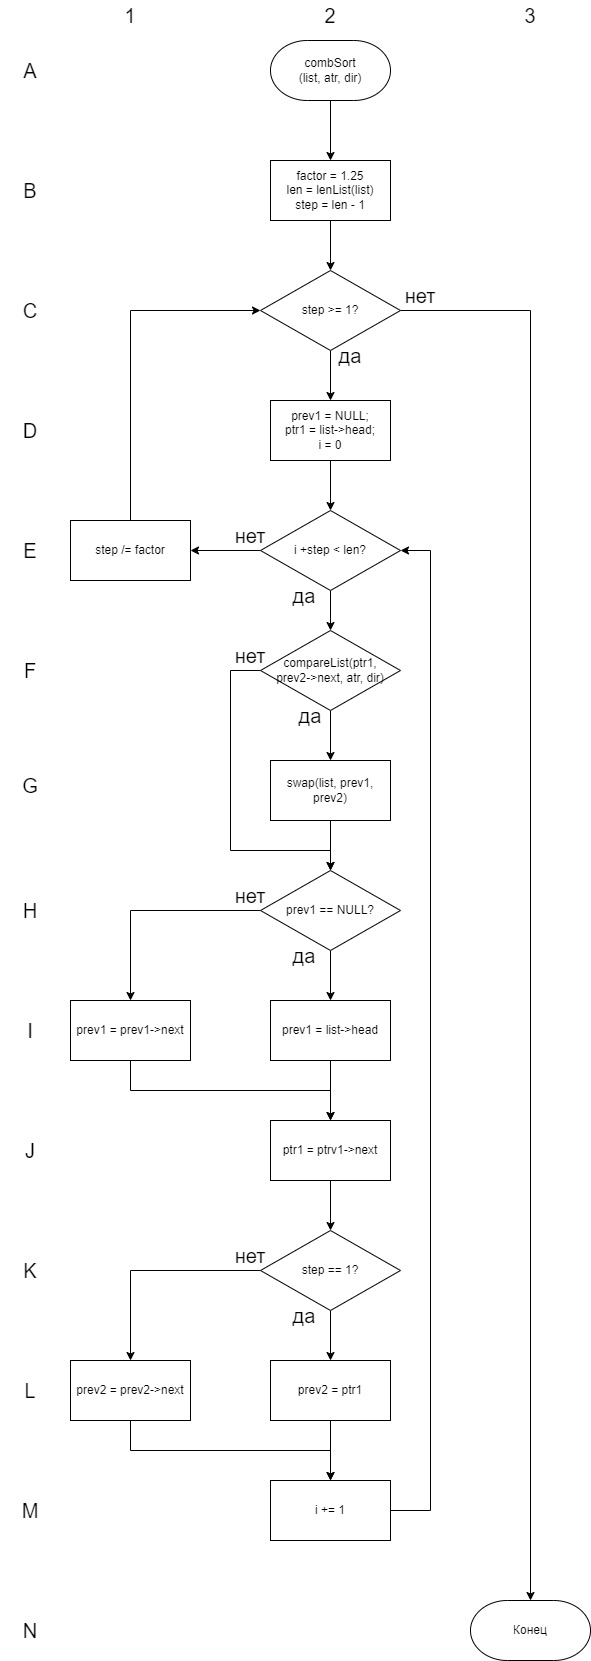 1 2 3
A
combSort
(list, atr, dir)
B
factor = 1.25
len = lenList(list)
step = len - 1
C
step >= 1?
нет
да
D
prev1 = NULL;
ptr1 = list->head;
i = 0
E
step /= factor
нет
i +step < len?
да
F
нет
compareList(ptr1,
prev2->next, atr, dir)
да
G
swap(list, prev1,
prev2)
H
нет
prev1 == NULL?
да
I
prev1 = prev1->next
prev1 = list->head
J
ptr1 = ptrv1->next
K
нет
step == 1?
да
L
prev2 = prev2->next
prev2 = ptr1
M
i += 1
N
Конец